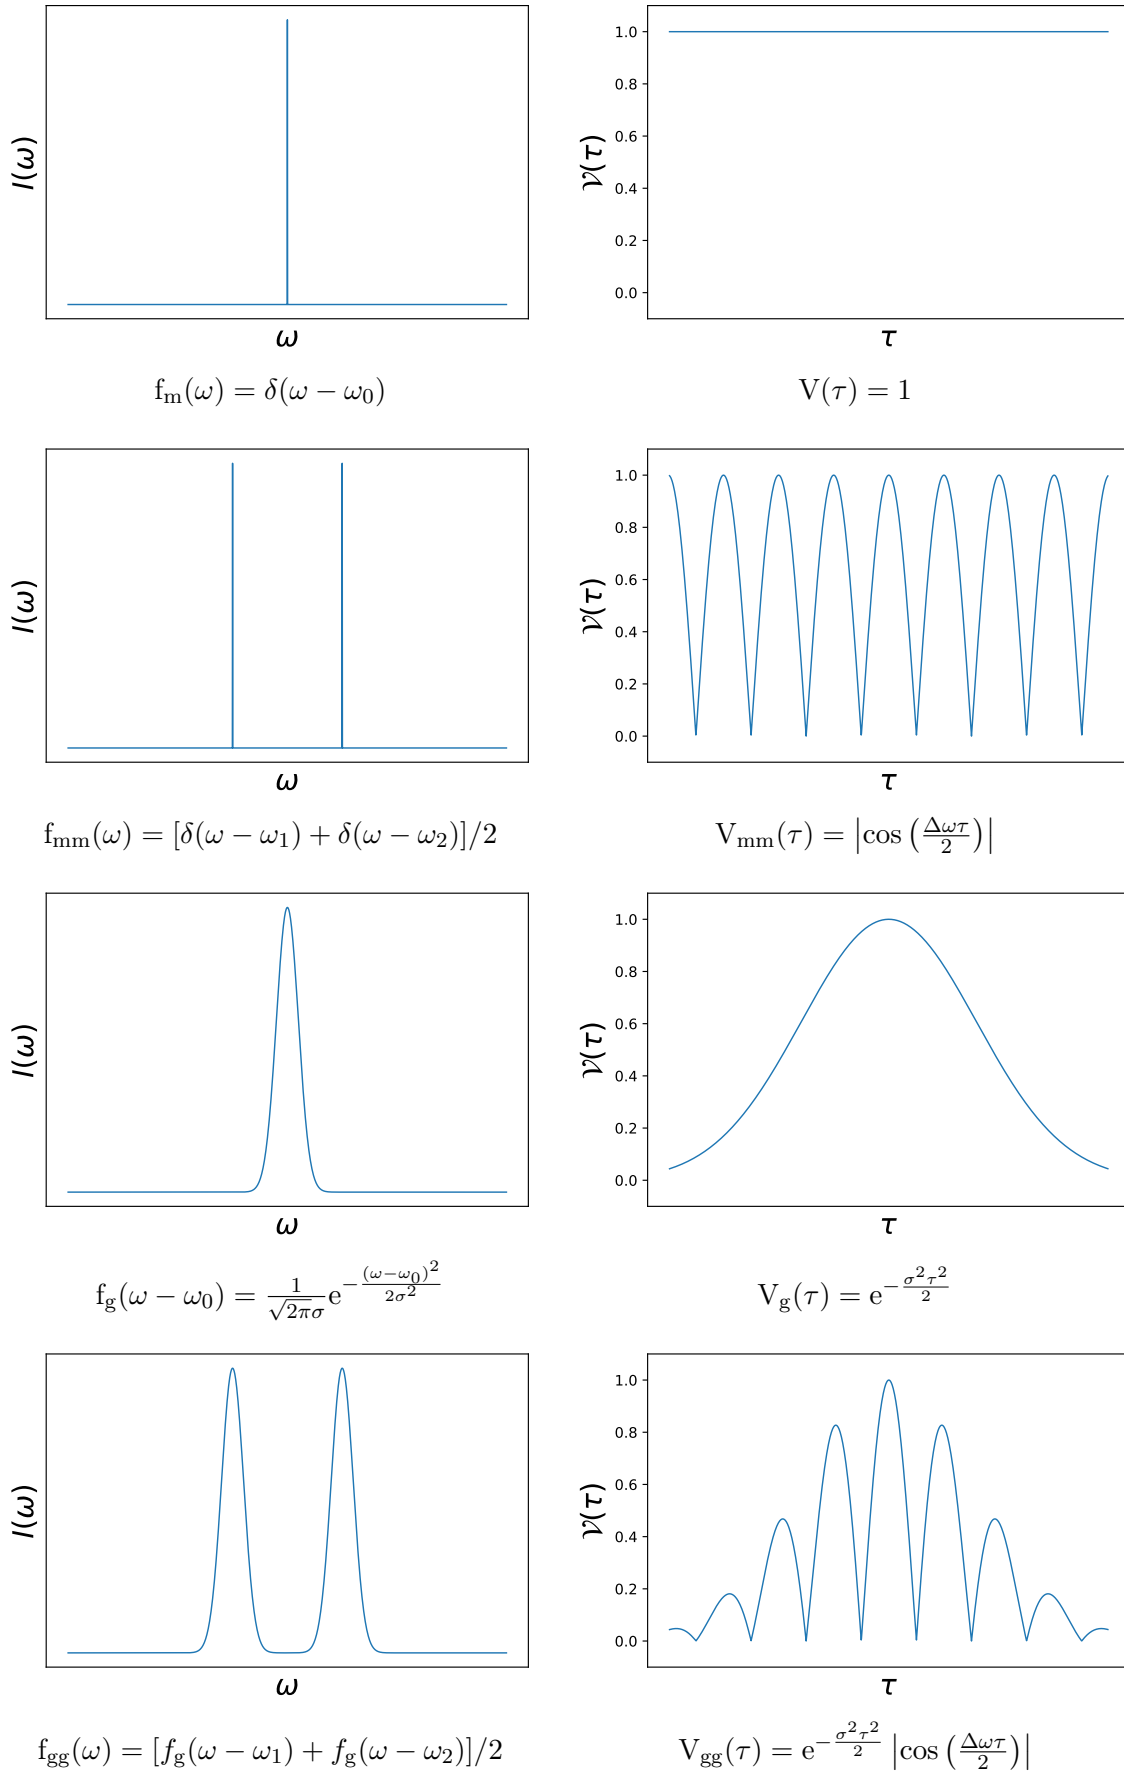 I(ω)
ω
f_m(ω) = δ(ω − ω_0)
1.0
0.8
0.6
0.4
0.2
0.0
𝒱(τ)
τ
V(τ) = 1
I(ω)
ω
f_mm(ω) = [δ(ω − ω_1) + δ(ω − ω_2)]/2
1.0
0.8
0.6
0.4
0.2
0.0
𝒱(τ)
τ
V_mm(τ) = |cos (Δωτ/2)|
I(ω)
ω
f_g(ω − ω_0) = 1/(√2πσ) e^{−(ω−ω_0)^2/2σ^2}
1.0
0.8
0.6
0.4
0.2
0.0
𝒱(τ)
τ
V_g(τ) = e^{−σ^2τ^2/2}
I(ω)
ω
f_gg(ω) = [f_g(ω − ω_1) + f_g(ω − ω_2)]/2
1.0
0.8
0.6
0.4
0.2
0.0
𝒱(τ)
τ
V_gg(τ) = e^{−σ^2τ^2/2} |cos (Δωτ/2)|